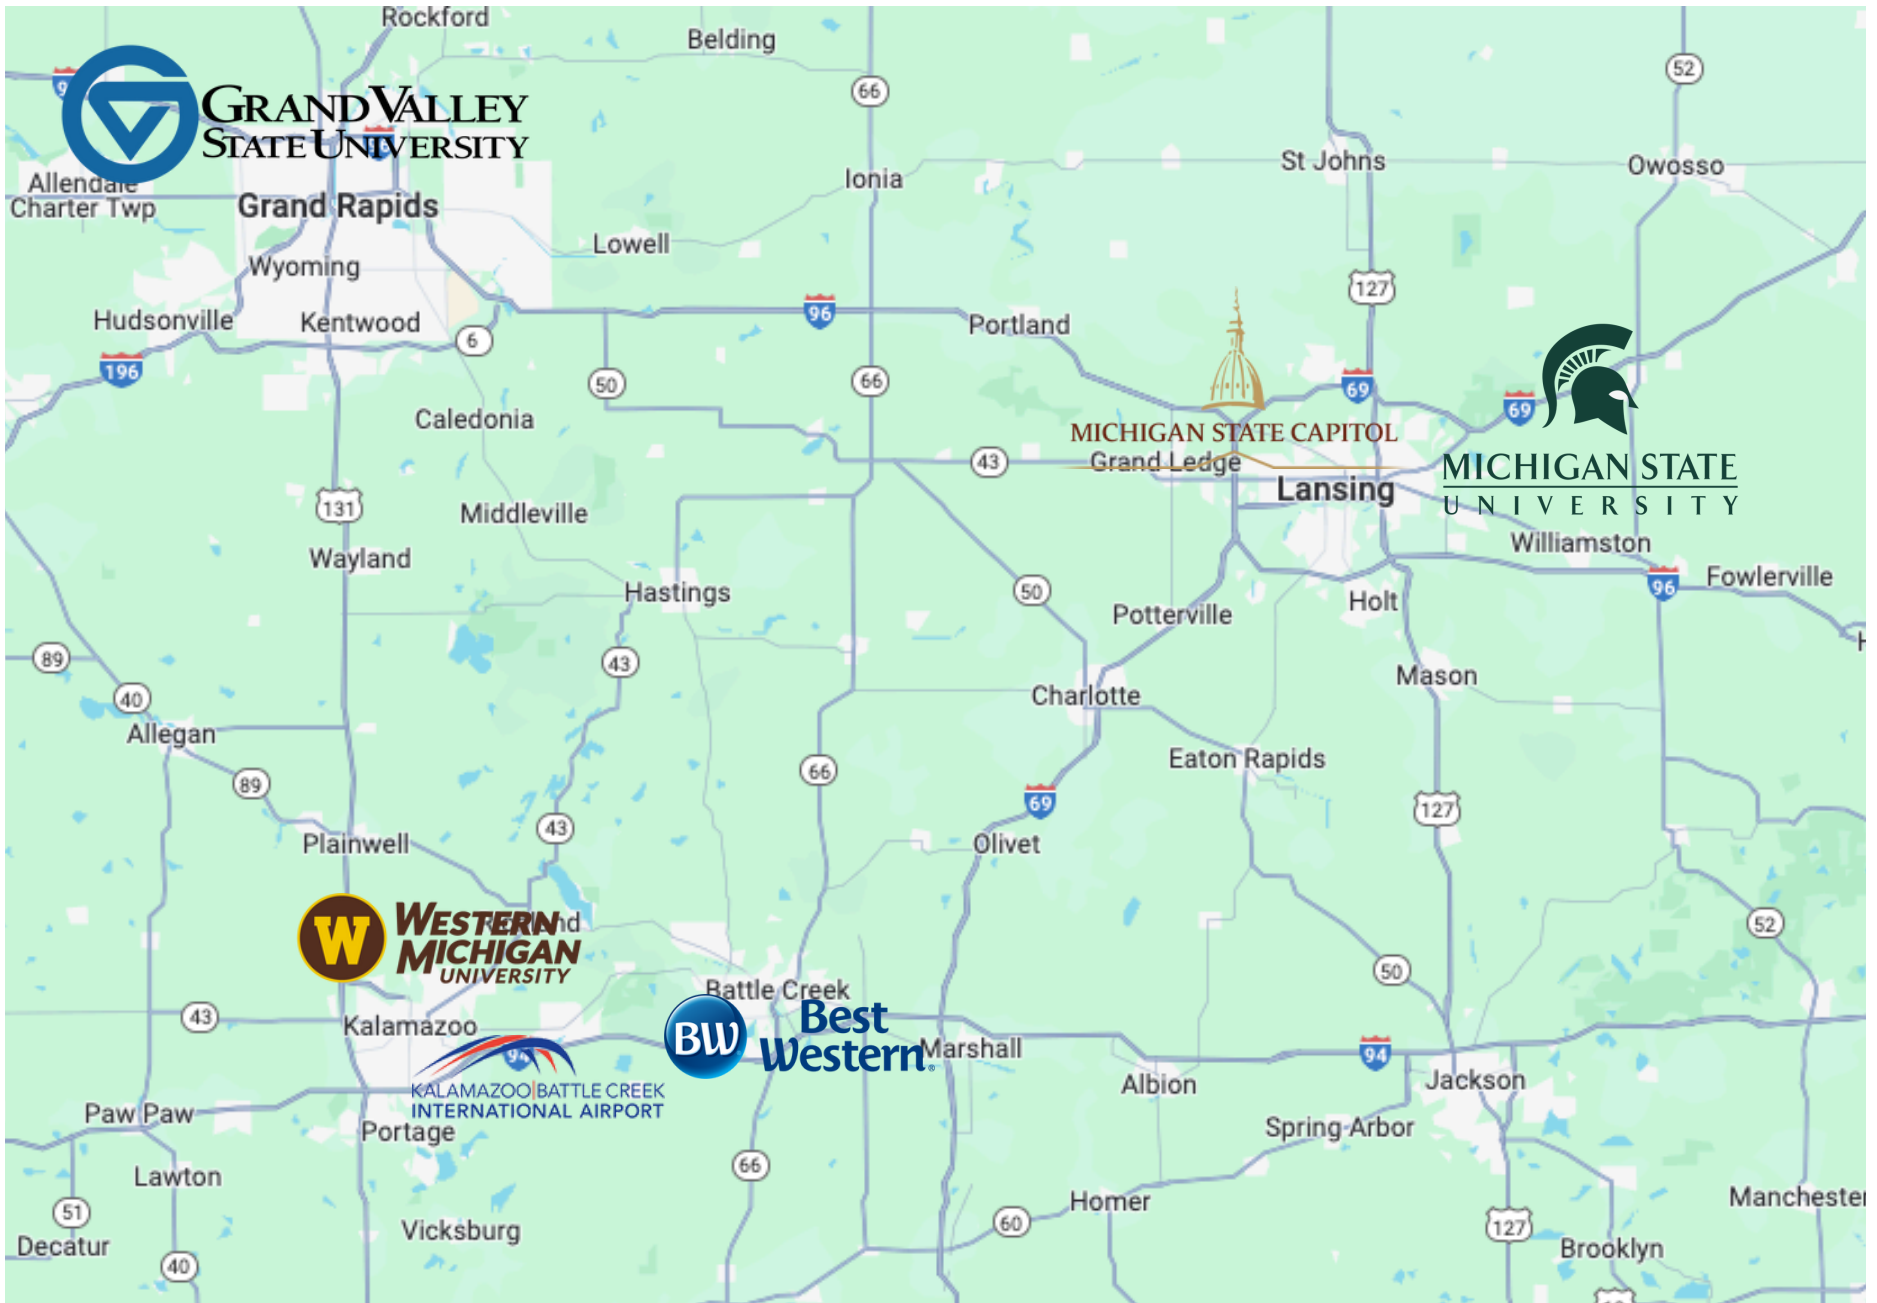 Rockford
Belding
52
66
9
GRAND VALLEY
STATE UNIVERSITY
St Johns
Owosso
Ionia
Allendale
Charter Twp
Grand Rapids
Lowell
Wyoming
127
96
Hudsonville
Kentwood
Portland
6
196
50
66
69
69
Caledonia
MICHIGAN STATE CAPITOL
43
Grand Ledge
MICHIGAN STATE
UNIVERSITY
Lansing
131
Middleville
Williamston
Wayland
96
Fowlerville
Hastings
50
Holt
Potterville
H
89
43
Mason
40
Charlotte
Allegan
Eaton Rapids
66
89
69
127
43
Plainwell
Olivet
W
WESTERN
MICHIGAN
UNIVERSITY
52
50
Battle Creek
43
Kalamazoo
BW
Best
Western®
Marshall
94
94
Albion
Jackson
KALAMAZOO|BATTLE CREEK
INTERNATIONAL AIRPORT
Paw Paw
Portage
Spring Arbor
66
Lawton
Homer
Manchester
51
60
127
Vicksburg
Decatur
Brooklyn
40